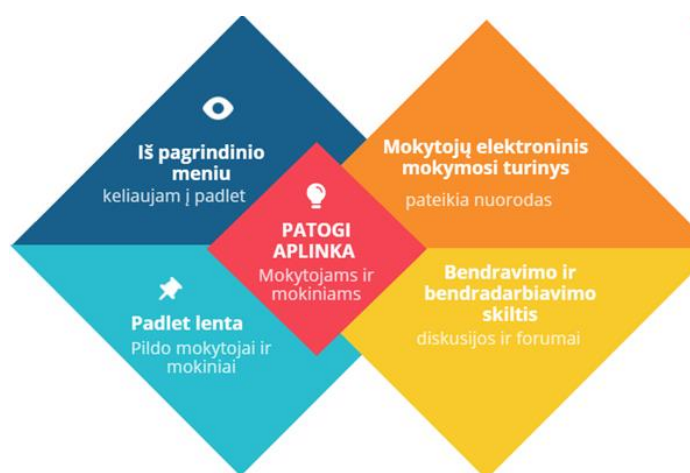 Iš pagrindinio
meniu
keliaujam į padlet
Mokytojų elektroninis
mokymosi turinys
pateikia nuorodas
PATOGI
APLINKA
Mokytojams ir
mokiniams
Padlet lenta
Pildo mokytojai ir
mokiniai
Bendravimo ir
bendradarbiavimo
skiltis
diskusijos ir forumai